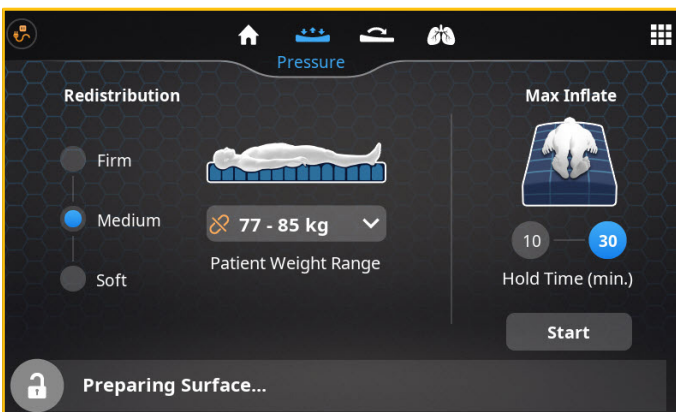 Pressure
Redistribution
Firm
Medium
Soft
77 - 85 kg
Patient Weight Range
Max Inflate
10
30
Hold Time (min.)
Start
Preparing Surface...